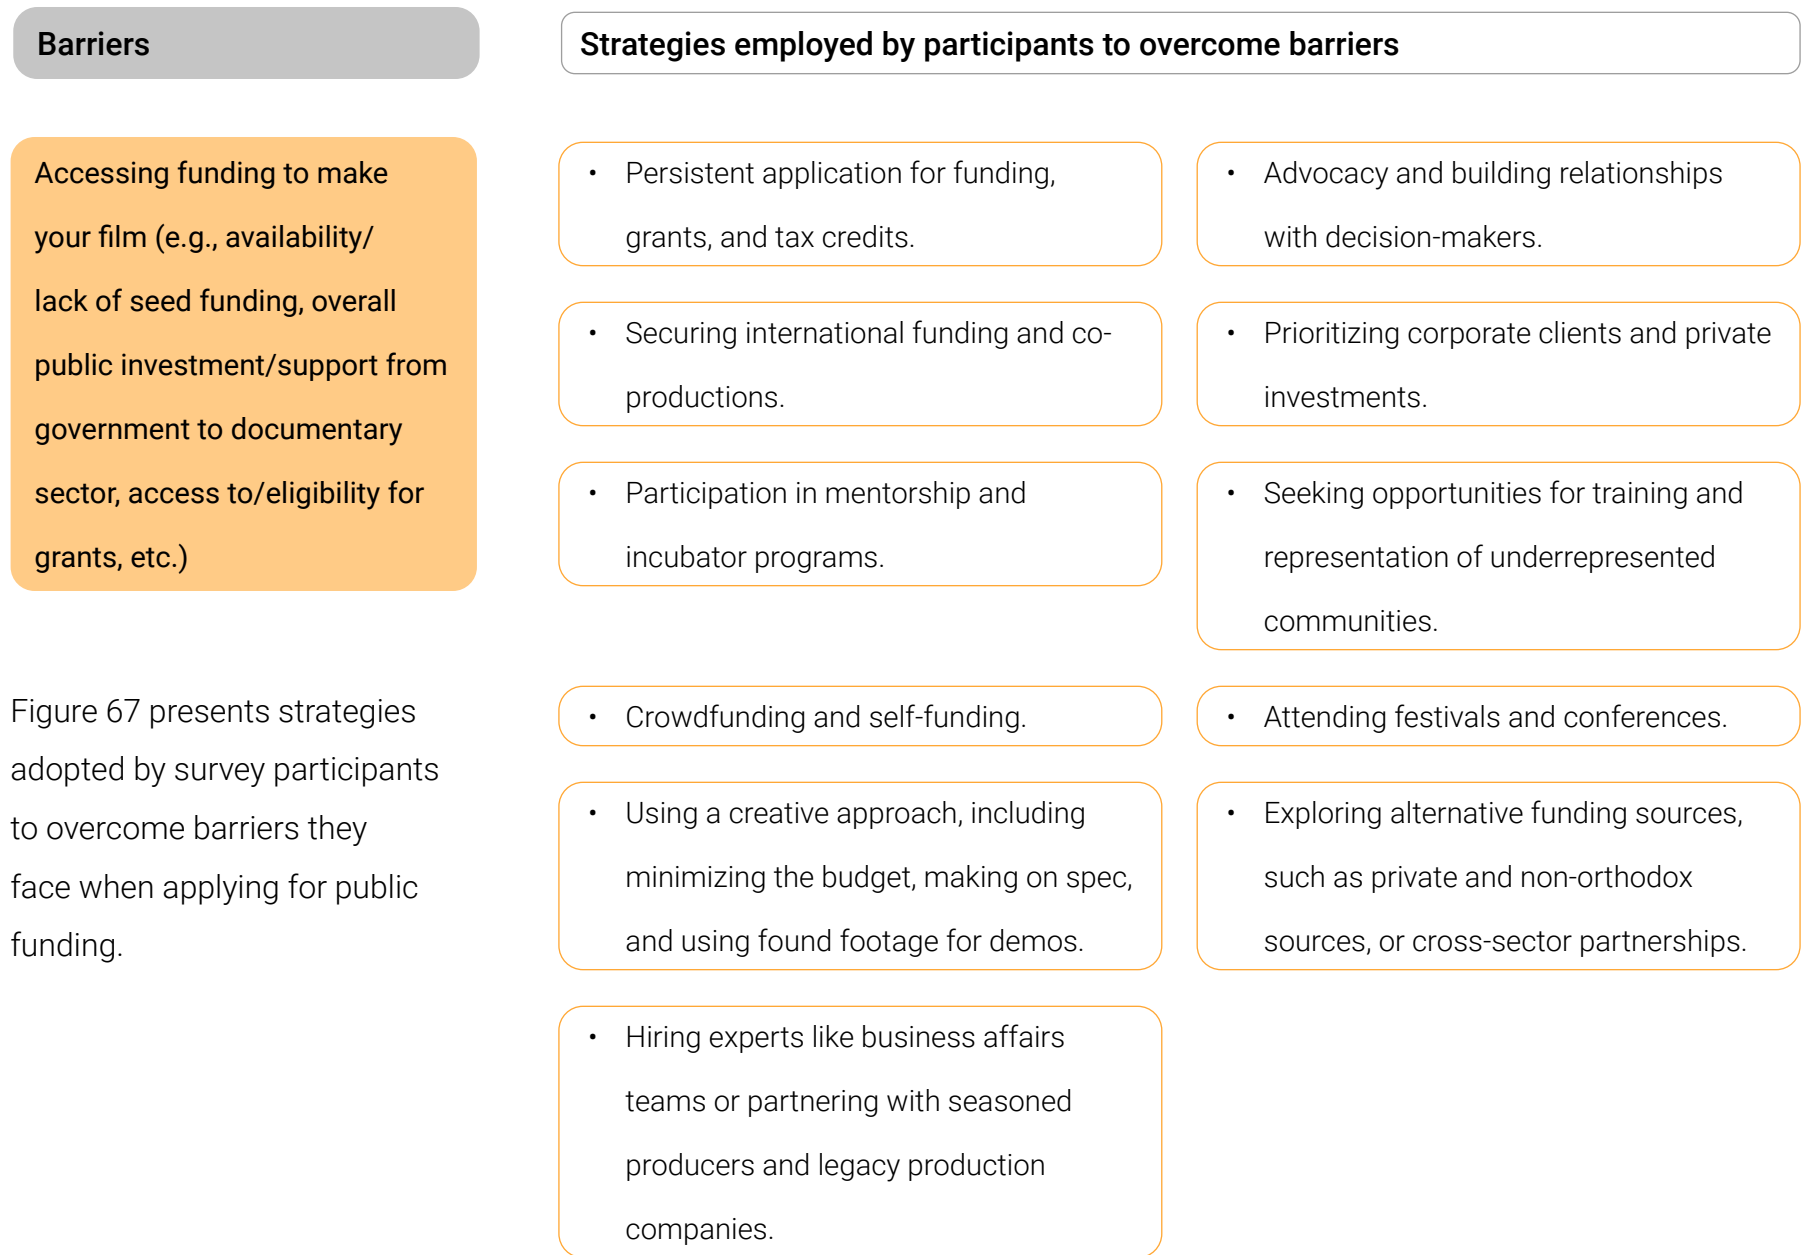 Barriers
Strategies employed by participants to overcome barriers
Accessing funding to make
your film (e.g., availability/
lack of seed funding, overall
public investment/support from
government to documentary
sector, access to/eligibility for
grants, etc.)
Figure 67 presents strategies
adopted by survey participants
to overcome barriers they
face when applying for public
funding.
• Persistent application for funding,
grants, and tax credits.
• Advocacy and building relationships
with decision-makers.
• Securing international funding and co-
productions.
• Prioritizing corporate clients and private
investments.
• Participation in mentorship and
incubator programs.
• Seeking opportunities for training and
representation of underrepresented
communities.
• Crowdfunding and self-funding.
• Attending festivals and conferences.
• Using a creative approach, including
minimizing the budget, making on spec,
and using found footage for demos.
• Exploring alternative funding sources,
such as private and non-orthodox
sources, or cross-sector partnerships.
• Hiring experts like business affairs
teams or partnering with seasoned
producers and legacy production
companies.